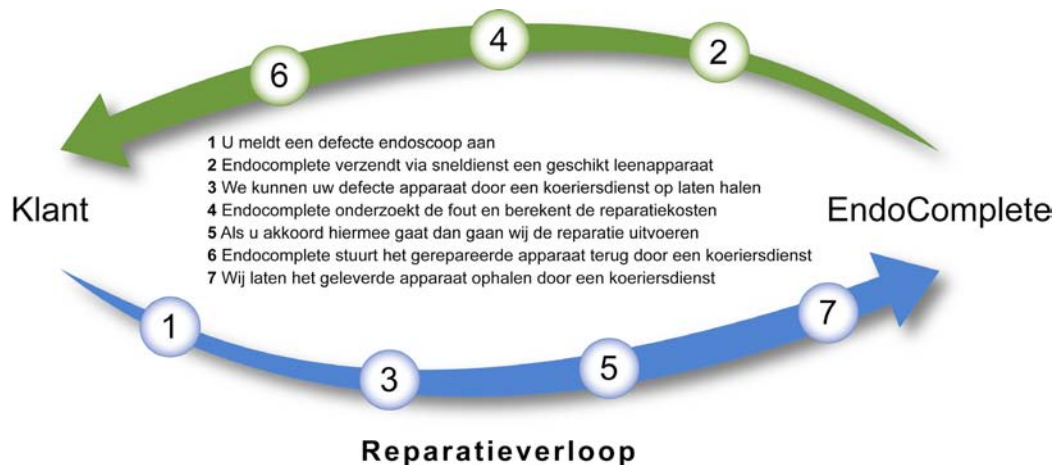 6
4
2
1 U meldt een defecte endoscoop aan
2 Endocomplete verzendt via sneldienst een geschikt leenapparaat
3 We kunnen uw defecte apparaat door een koeriersdienst op laten halen
4 Endocomplete onderzoekt de fout en berekent de reparatiekosten
5 Als u akkoord hiermee gaat dan gaan wij de reparatie uitvoeren
6 Endocomplete stuurt het gerepareerde apparaat terug door een koeriersdienst
7 Wij laten het geleverde apparaat ophalen door een koeriersdienst
Klant
EndoComplete
1
3
5
7
Reparatieverloop